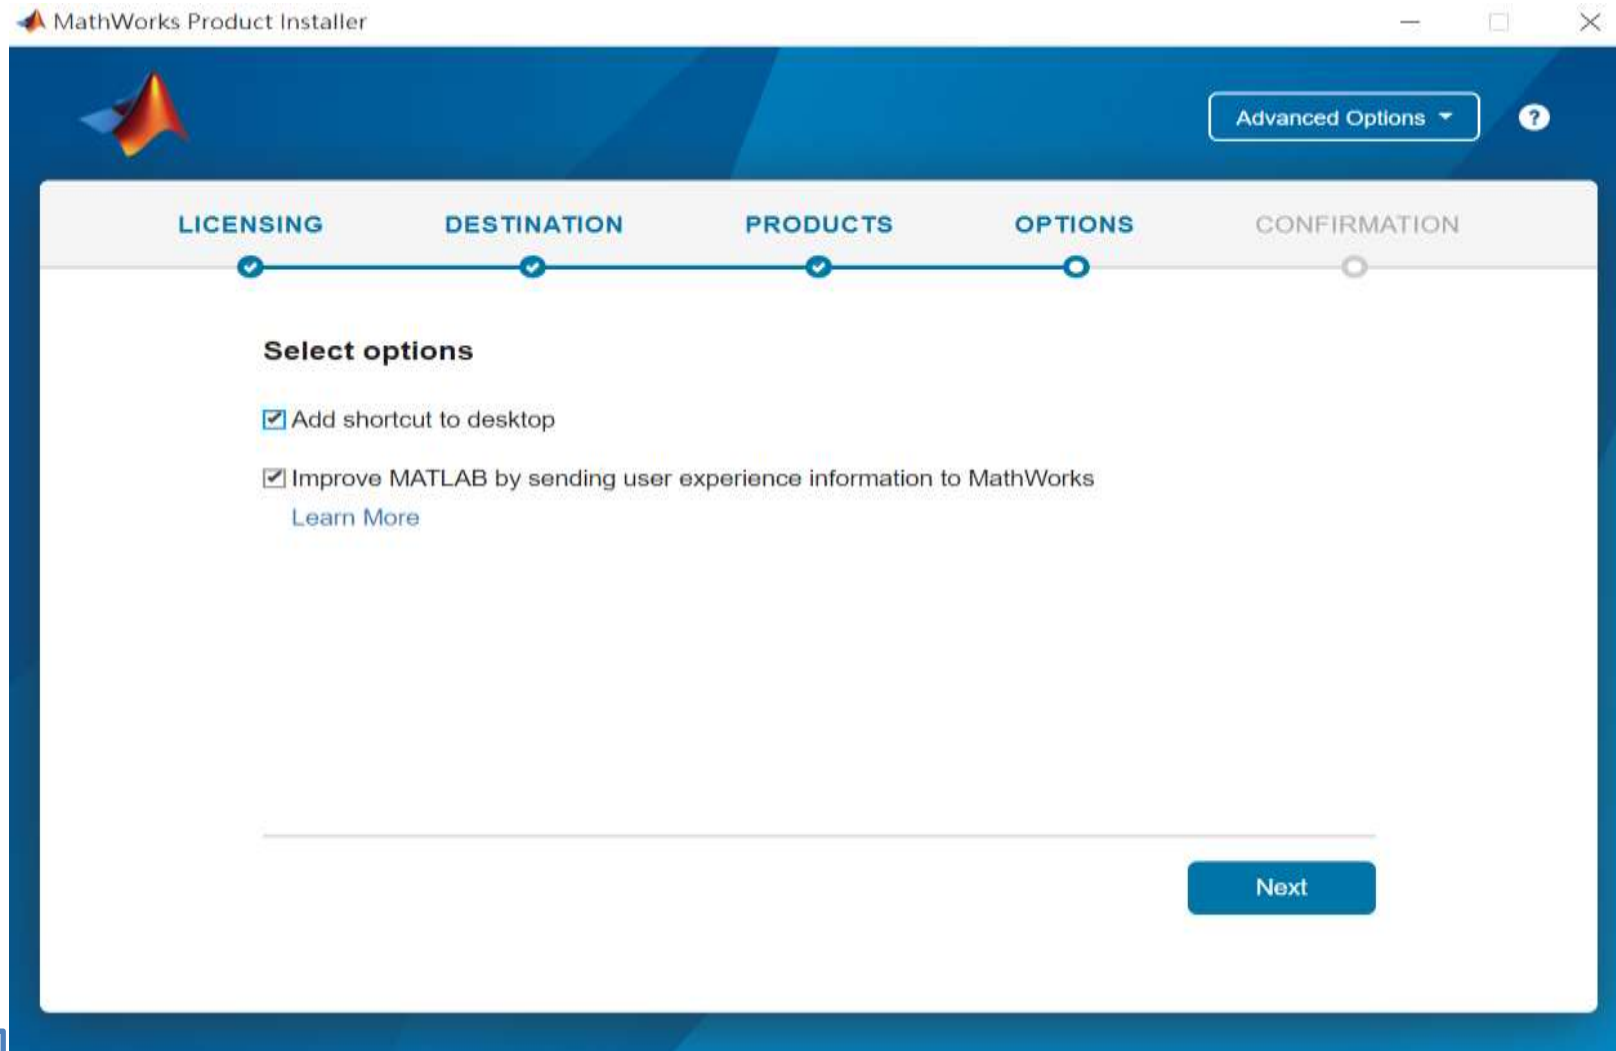 MathWorks Product Installer
Advanced Options
?
LICENSING DESTINATION PRODUCTS OPTIONS CONFIRMATION
Select options
Add shortcut to desktop
Improve MATLAB by sending user experience information to MathWorks
Learn More
Next